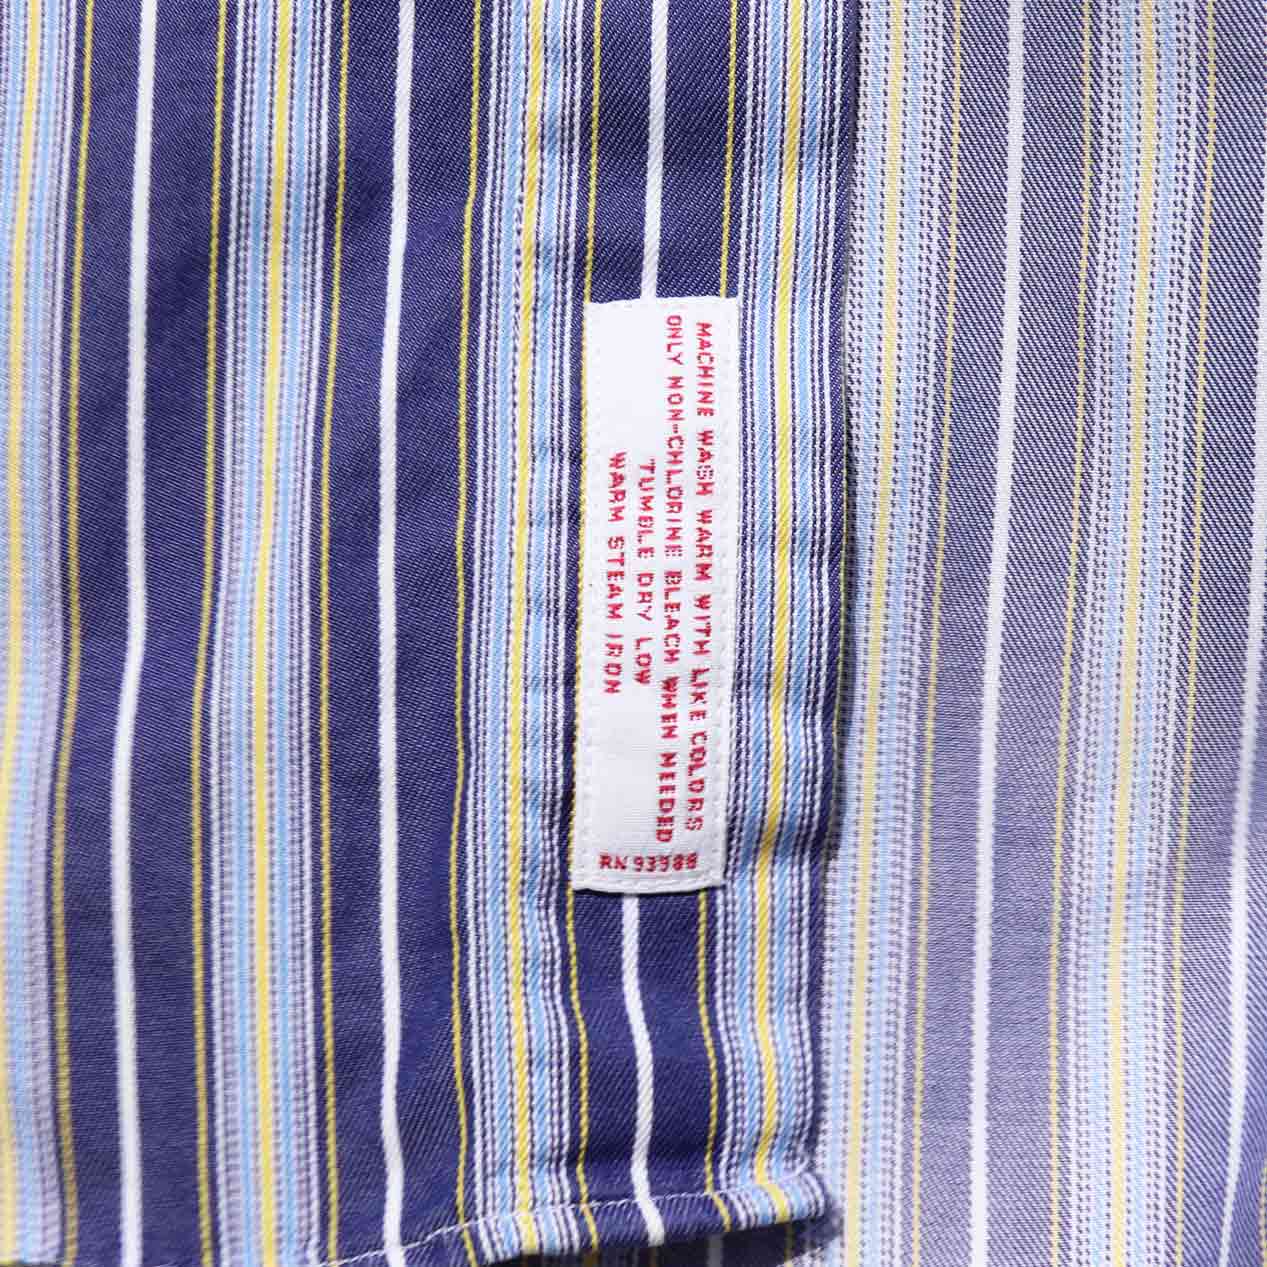 MACHINE WASH WARM WITH LIKE COLORS
ONLY NON-CHLORINE BLEACH WHEN NEEDED
TUMBLE DRY LOW
WARM STEAM IRON
RN 93988